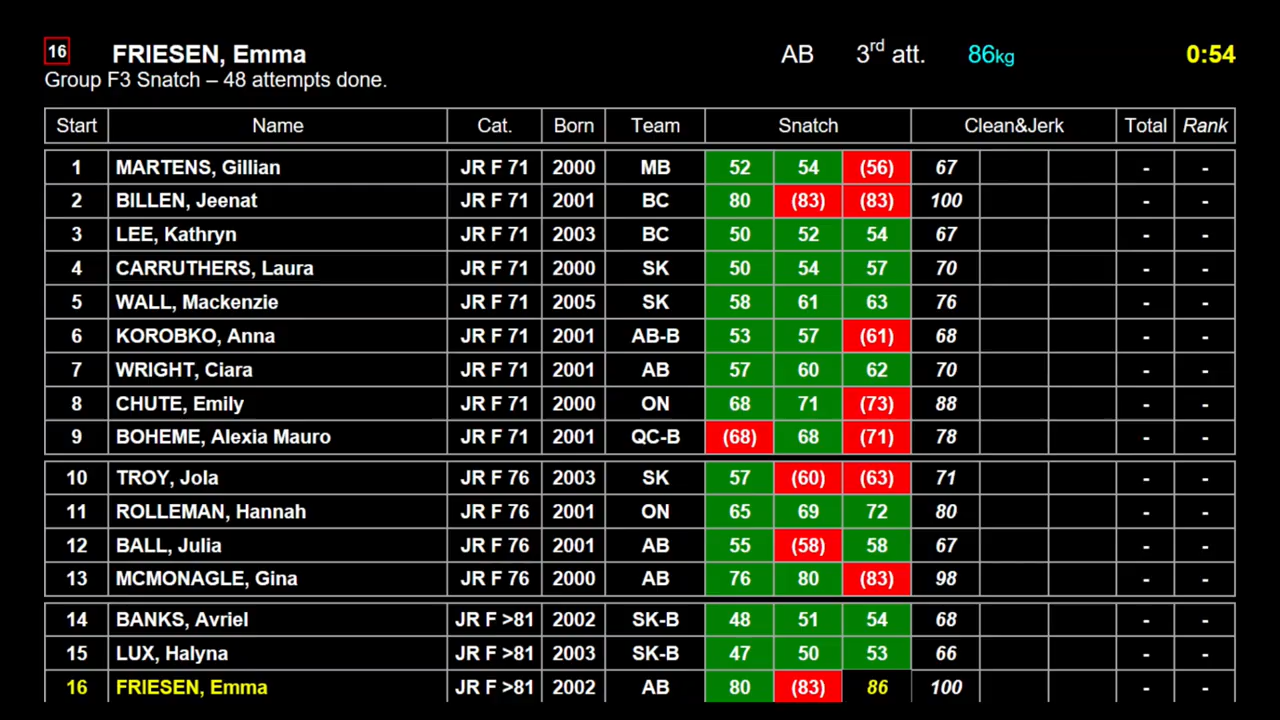 16 FRIESEN, Emma AB 3rd att. 86kg 0:54
Group F3 Snatch – 48 attempts done.
Start Name Cat. Born Team Snatch Clean&Jerk Total Rank
1 MARTENS, Gillian JR F 71 2000 MB 52 54 (56) 67 - -
2 BILLEN, Jeenat JR F 71 2001 BC 80 (83) (83) 100 - -
3 LEE, Kathryn JR F 71 2003 BC 50 52 54 67 - -
4 CARRUTHERS, Laura JR F 71 2000 SK 50 54 57 70 - -
5 WALL, Mackenzie JR F 71 2005 SK 58 61 63 76 - -
6 KOROBKO, Anna JR F 71 2001 AB-B 53 57 (61) 68 - -
7 WRIGHT, Ciara JR F 71 2001 AB 57 60 62 70 - -
8 CHUTE, Emily JR F 71 2000 ON 68 71 (73) 88 - -
9 BOHEME, Alexia Mauro JR F 71 2001 QC-B (68) 68 (71) 78 - -
10 TROY, Jola JR F 76 2003 SK 57 (60) (63) 71 - -
11 ROLLEMAN, Hannah JR F 76 2001 ON 65 69 72 80 - -
12 BALL, Julia JR F 76 2001 AB 55 (58) 58 67 - -
13 MCMONAGLE, Gina JR F 76 2000 AB 76 80 (83) 98 - -
14 BANKS, Avriel JR F >81 2002 SK-B 48 51 54 68 - -
15 LUX, Halyna JR F >81 2003 SK-B 47 50 53 66 - -
16 FRIESEN, Emma JR F >81 2002 AB 80 (83) 86 100 - -